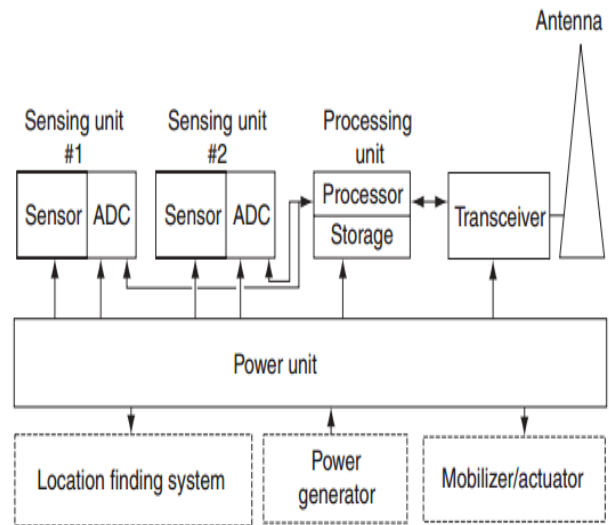 Antenna
Sensing unit
#1
Sensing unit
#2
Processing
unit
Sensor
ADC
Sensor
ADC
Processor
Storage
Transceiver
Power unit
Location finding system
Power
generator
Mobilizer/actuator